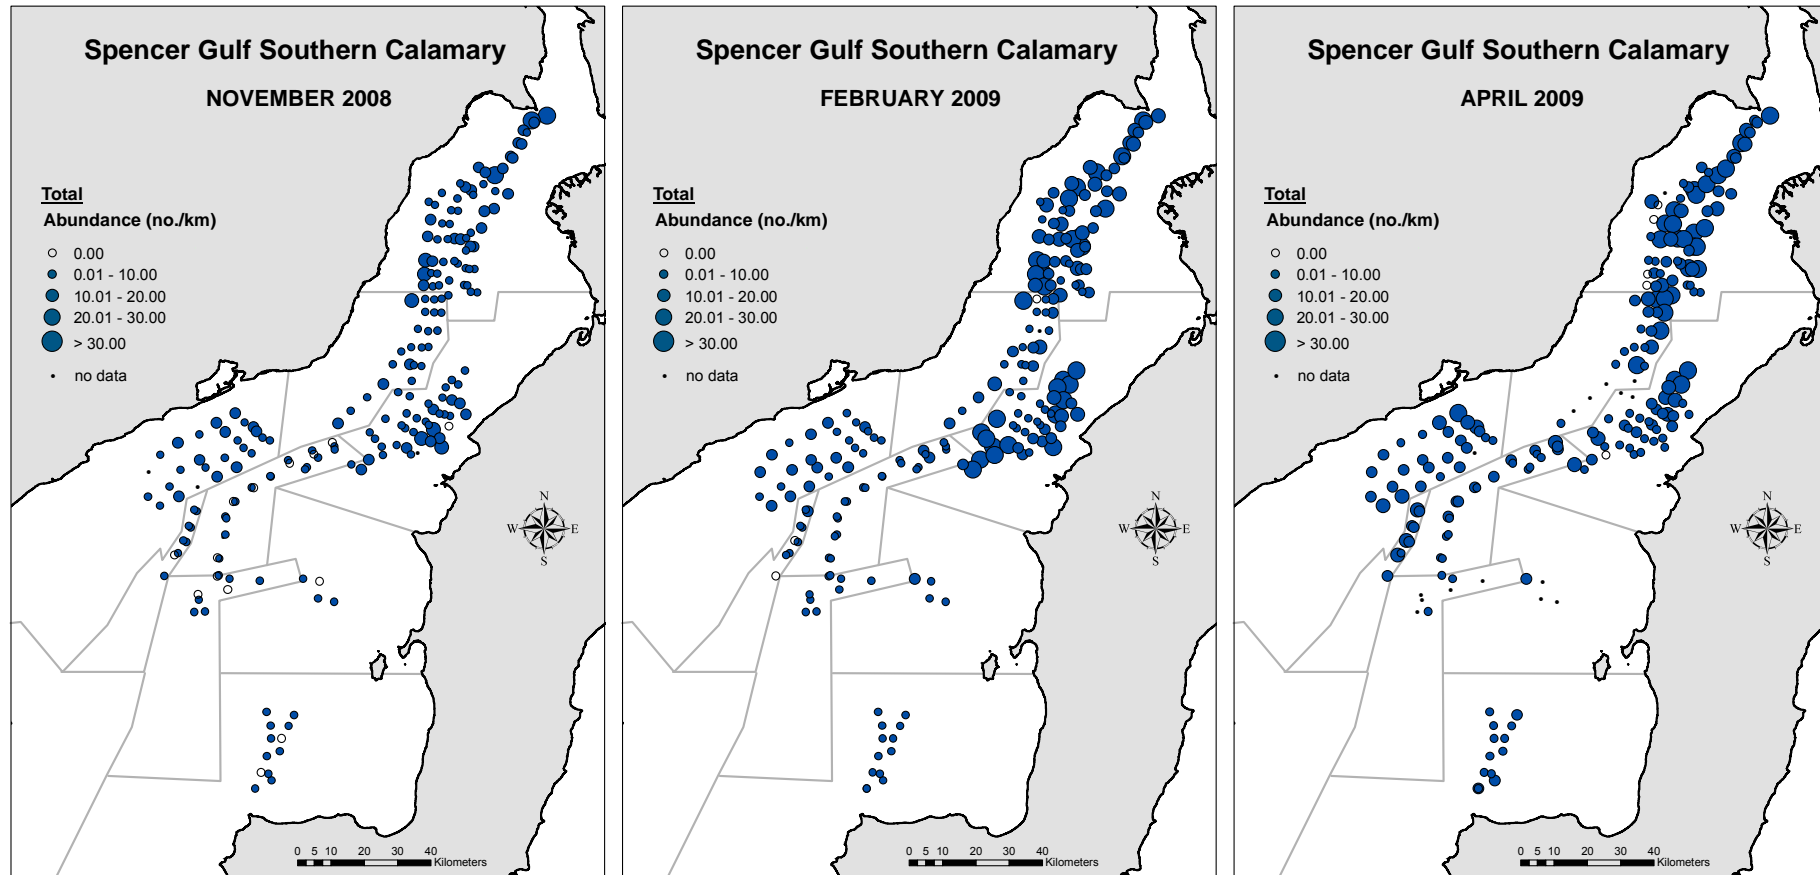 Spencer Gulf Southern Calamary
NOVEMBER 2008
Total
Abundance (no./km)
0.00
0.01 - 10.00
10.01 - 20.00
20.01 - 30.00
> 30.00
no data
N
W E
S
0 5 10 20 30 40
Kilometers
Spencer Gulf Southern Calamary
FEBRUARY 2009
Total
Abundance (no./km)
0.00
0.01 - 10.00
10.01 - 20.00
20.01 - 30.00
> 30.00
no data
N
W E
S
0 5 10 20 30 40
Kilometers
Spencer Gulf Southern Calamary
APRIL 2009
Total
Abundance (no./km)
0.00
0.01 - 10.00
10.01 - 20.00
20.01 - 30.00
> 30.00
no data
N
W E
S
0 5 10 20 30 40
Kilometers